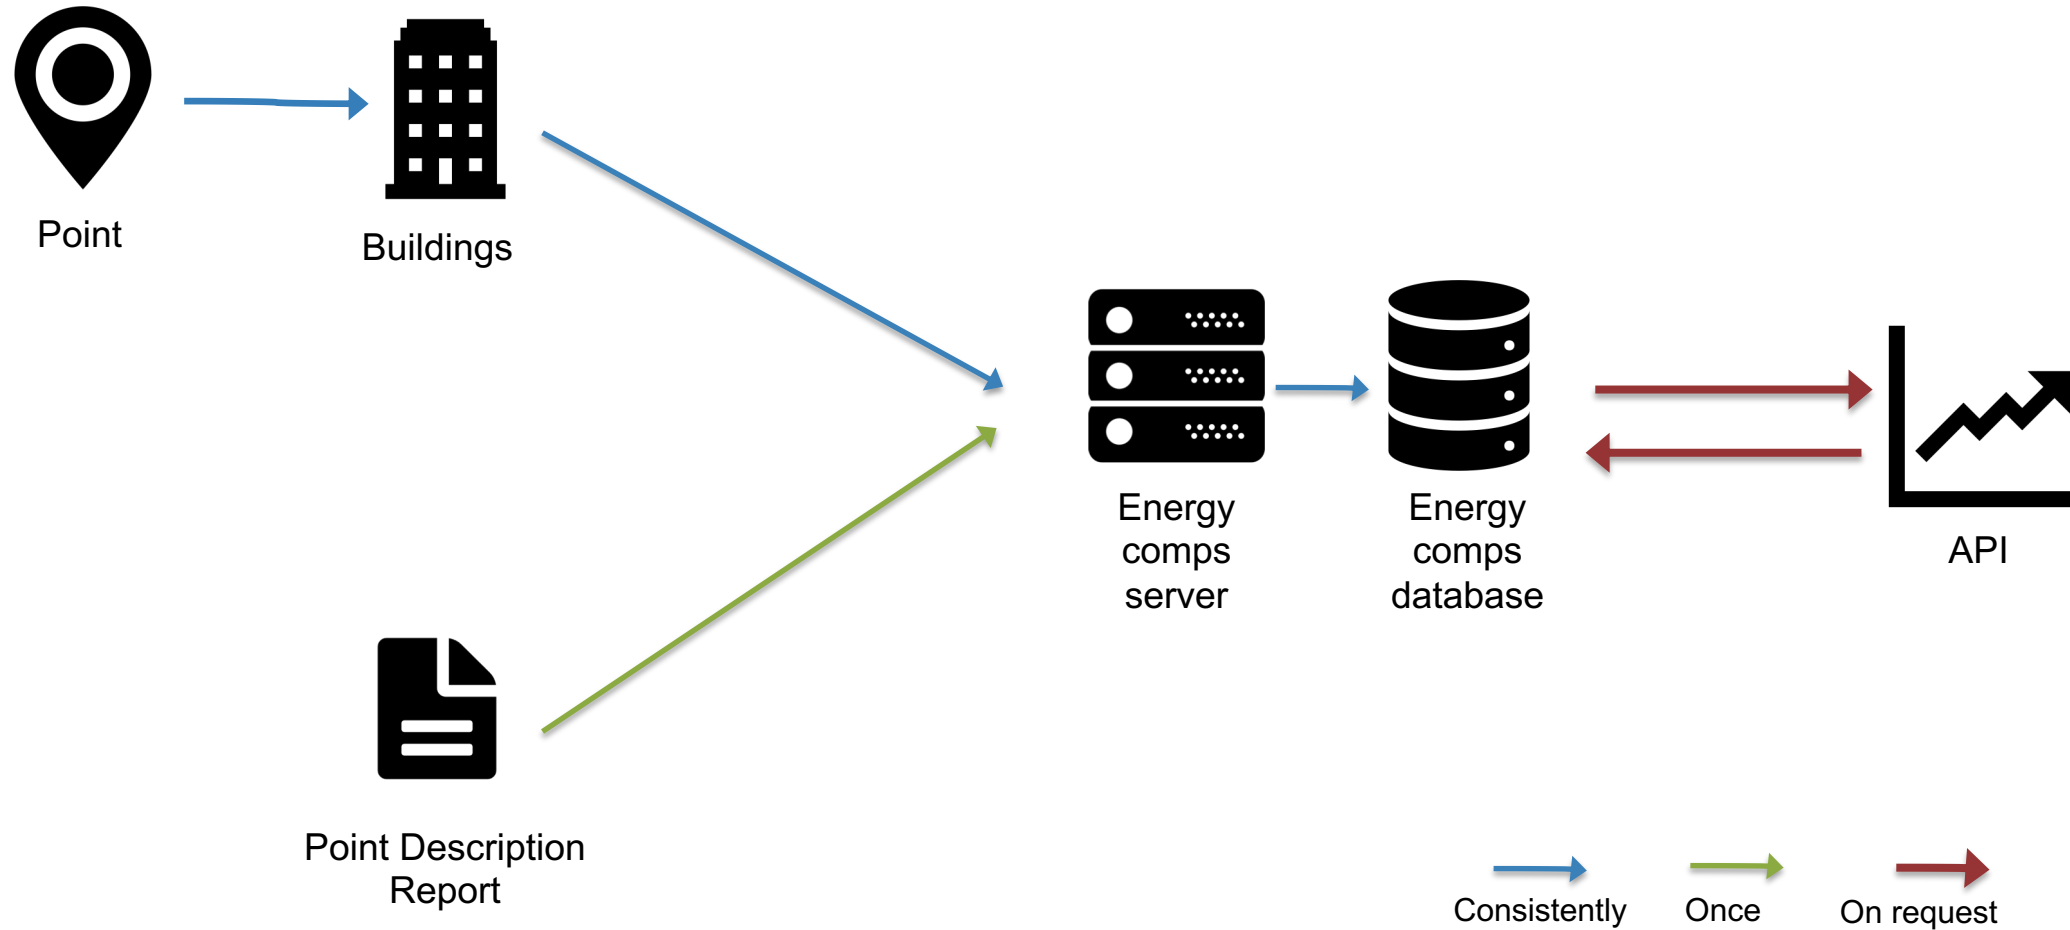 Point
Buildings
Energy
comps
server
Energy
comps
database
API
Point Description
Report
Consistently
Once
On request